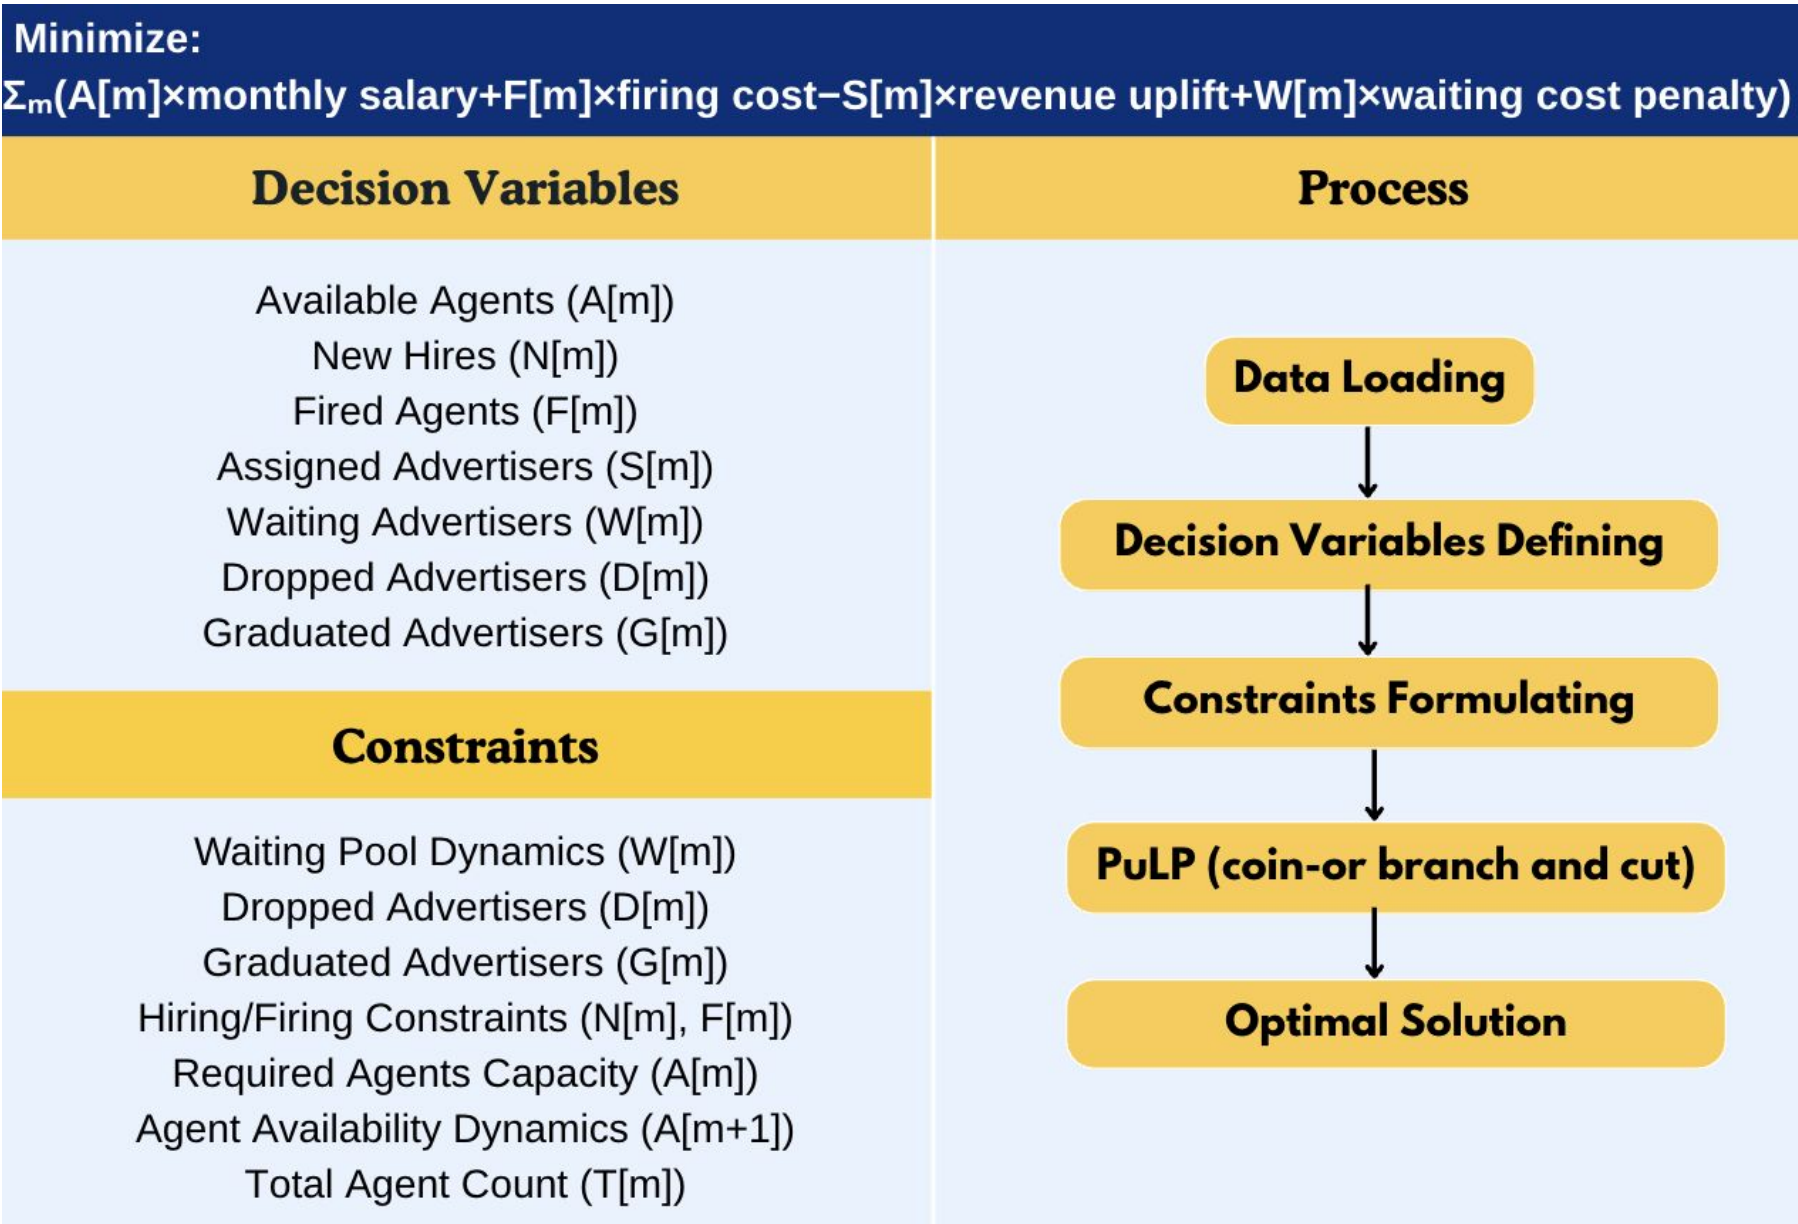 Minimize:
Σₘ(A[m]×monthly salary+F[m]×firing cost−S[m]×revenue uplift+W[m]×waiting cost penalty)
Decision Variables
Available Agents (A[m])
New Hires (N[m])
Fired Agents (F[m])
Assigned Advertisers (S[m])
Waiting Advertisers (W[m])
Dropped Advertisers (D[m])
Graduated Advertisers (G[m])
Constraints
Waiting Pool Dynamics (W[m])
Dropped Advertisers (D[m])
Graduated Advertisers (G[m])
Hiring/Firing Constraints (N[m], F[m])
Required Agents Capacity (A[m])
Agent Availability Dynamics (A[m+1])
Total Agent Count (T[m])
Process
Data Loading
Decision Variables Defining
Constraints Formulating
PuLP (coin-or branch and cut)
Optimal Solution